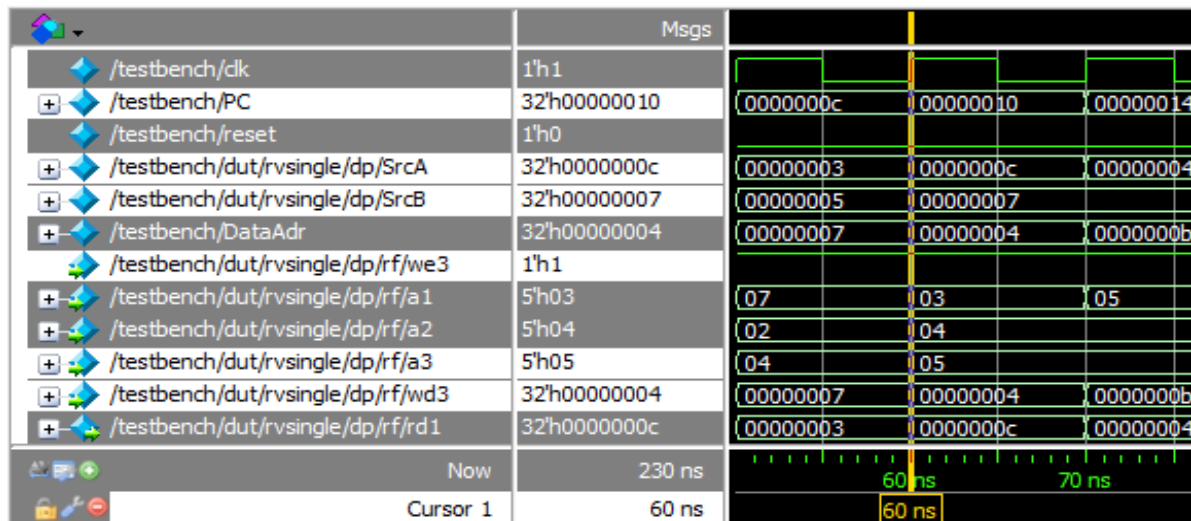 Msgs
/testbench/clk 1'h1
/testbench/PC 32'h00000010 0000000c 00000010 00000014
/testbench/reset 1'h0
/testbench/dut/rvsingle/dp/SrcA 32'h0000000c 00000003 0000000c 00000004
/testbench/dut/rvsingle/dp/SrcB 32'h00000007 00000005 00000007
/testbench/DataAdr 32'h00000004 00000007 00000004 0000000b
/testbench/dut/rvsingle/dp/rf/we3 1'h1
/testbench/dut/rvsingle/dp/rf/a1 5'h03 07 03 05
/testbench/dut/rvsingle/dp/rf/a2 5'h04 02 04
/testbench/dut/rvsingle/dp/rf/a3 5'h05 04 05
/testbench/dut/rvsingle/dp/rf/wd3 32'h00000004 00000007 00000004 0000000b
/testbench/dut/rvsingle/dp/rf/rd1 32'h0000000c 00000003 0000000c 00000004
Now 230 ns 60 ns 70 ns
Cursor 1 60 ns 60 ns